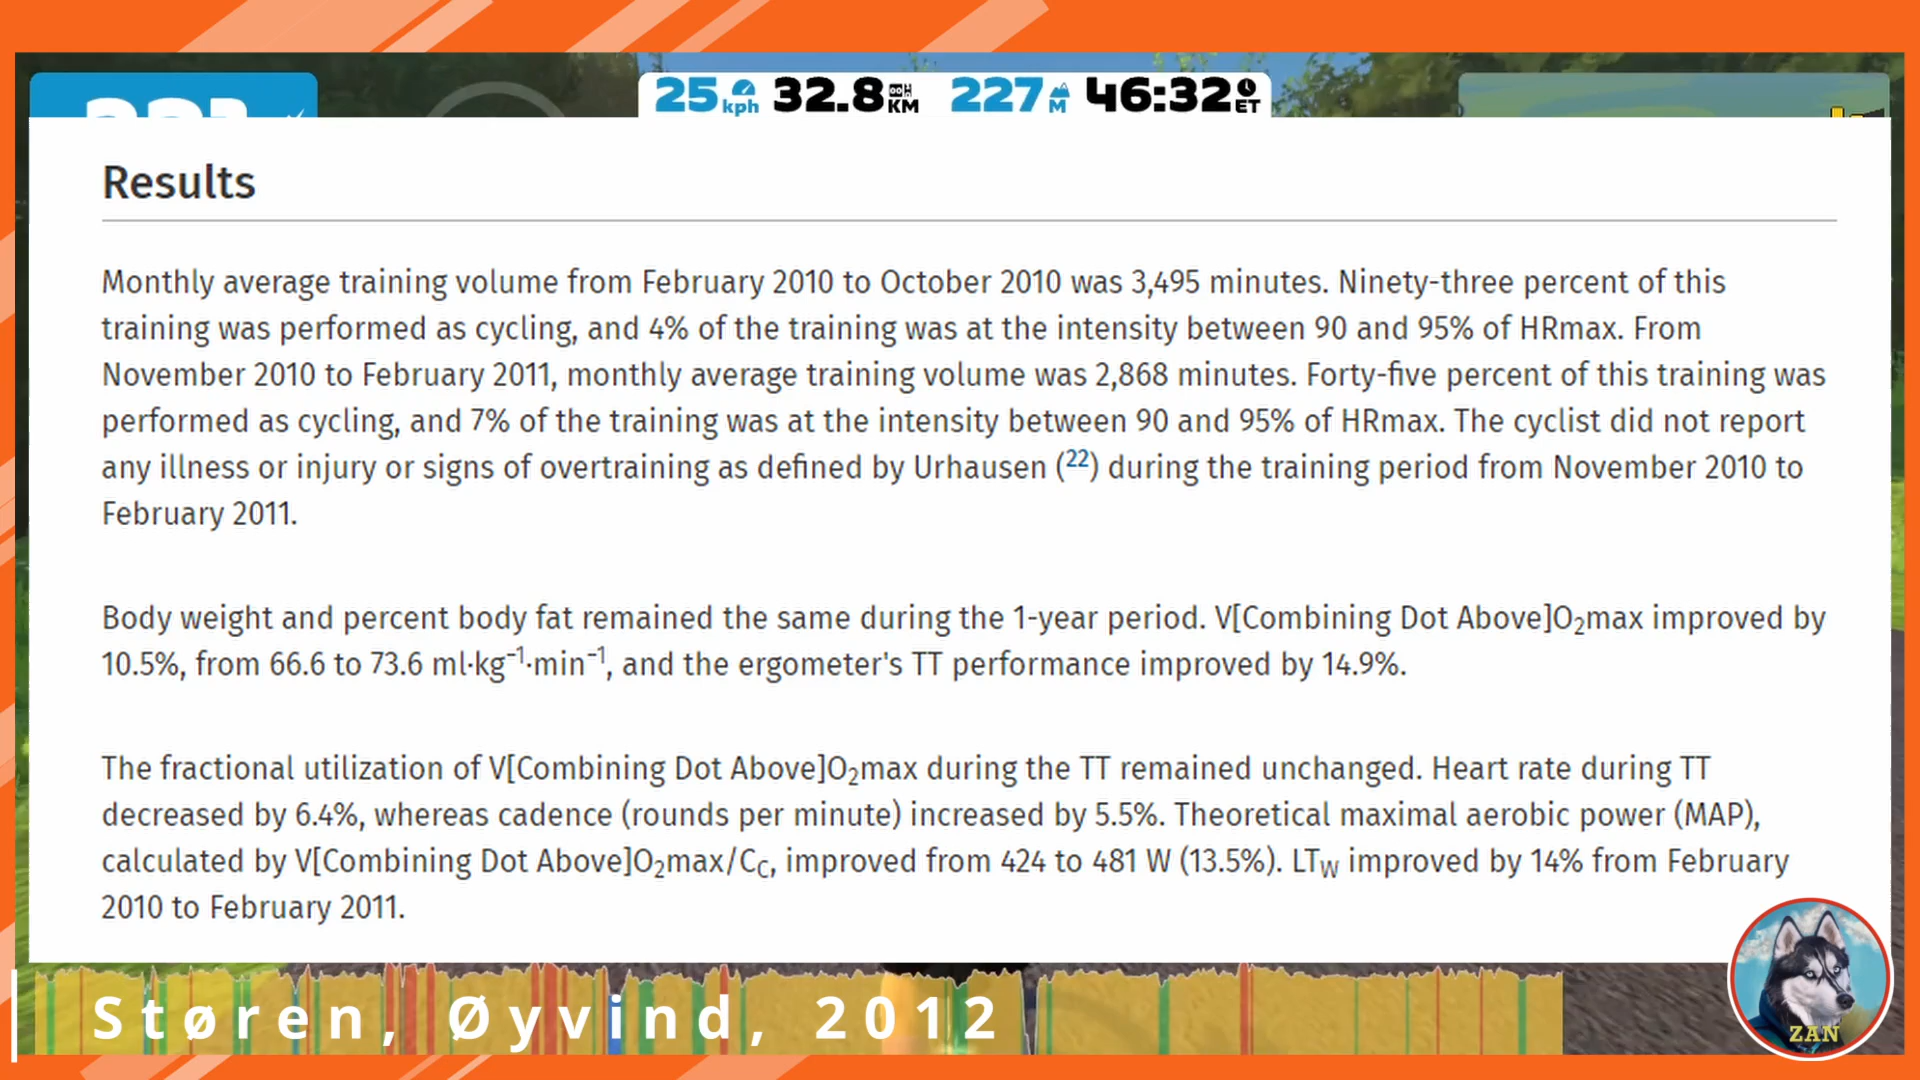 25 kph 32.8 KM 227 M 46:32 ET
Results
Monthly average training volume from February 2010 to October 2010 was 3,495 minutes. Ninety-three percent of this
training was performed as cycling, and 4% of the training was at the intensity between 90 and 95% of HRmax. From
November 2010 to February 2011, monthly average training volume was 2,868 minutes. Forty-five percent of this training was
performed as cycling, and 7% of the training was at the intensity between 90 and 95% of HRmax. The cyclist did not report
any illness or injury or signs of overtraining as defined by Urhausen (22) during the training period from November 2010 to
February 2011.
Body weight and percent body fat remained the same during the 1-year period. V[Combining Dot Above]O₂max improved by
10.5%, from 66.6 to 73.6 ml·kg⁻¹·min⁻¹, and the ergometer's TT performance improved by 14.9%.
The fractional utilization of V[Combining Dot Above]O₂max during the TT remained unchanged. Heart rate during TT
decreased by 6.4%, whereas cadence (rounds per minute) increased by 5.5%. Theoretical maximal aerobic power (MAP),
calculated by V[Combining Dot Above]O₂max/C_C, improved from 424 to 481 W (13.5%). LT_W improved by 14% from February
2010 to February 2011.
Støren, Øyvind, 2012
ZAN